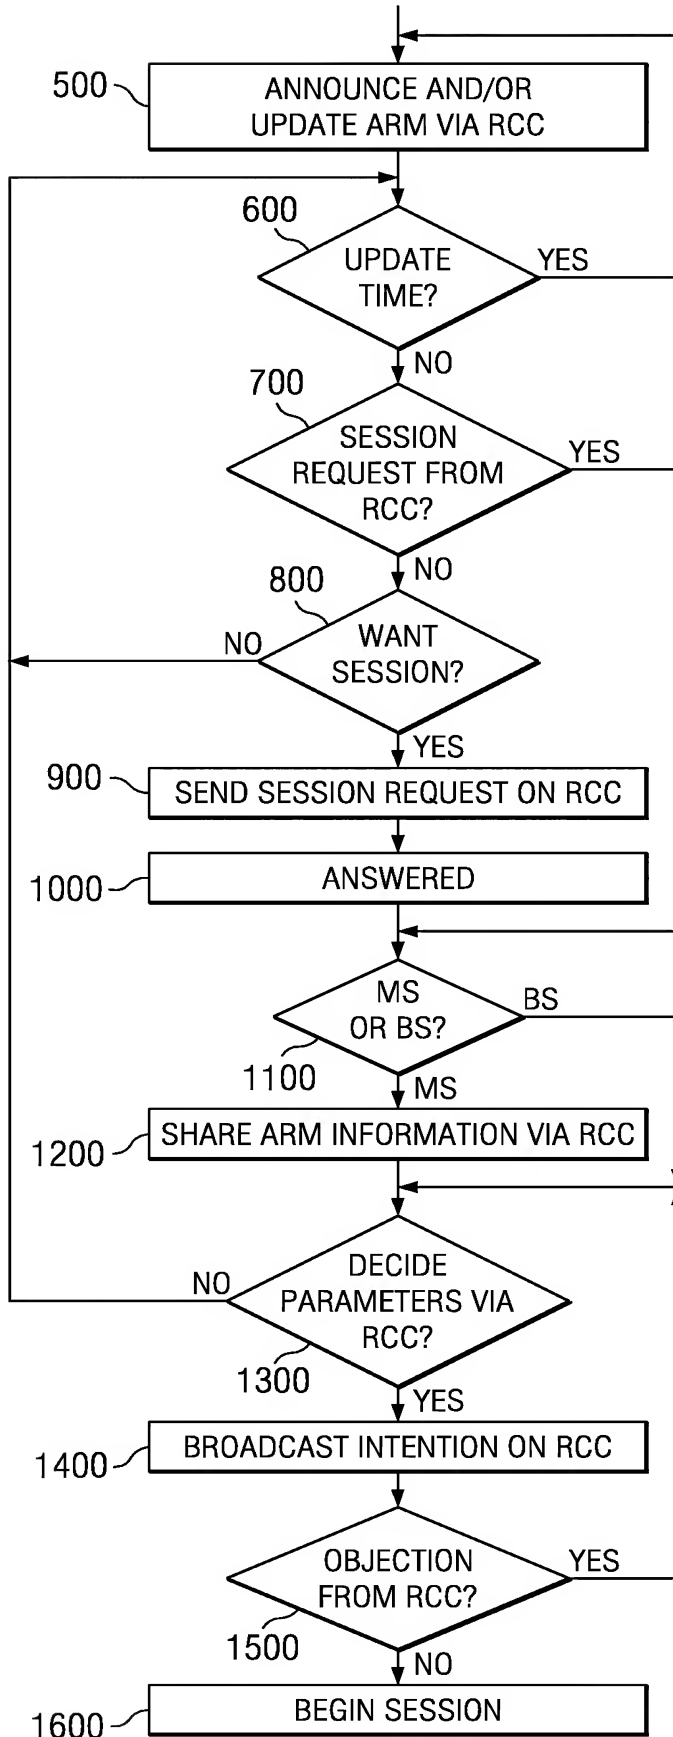 500
ANNOUNCE AND/OR
UPDATE ARM VIA RCC
600
UPDATE
TIME?
YES
NO
700
SESSION
REQUEST FROM
RCC?
YES
NO
800
WANT
SESSION?
NO
YES
900
SEND SESSION REQUEST ON RCC
1000
ANSWERED
MS
OR BS?
BS
1100
MS
1200
SHARE ARM INFORMATION VIA RCC
DECIDE
PARAMETERS VIA
RCC?
NO
1300
YES
1400
BROADCAST INTENTION ON RCC
OBJECTION
FROM RCC?
YES
1500
NO
1600
BEGIN SESSION